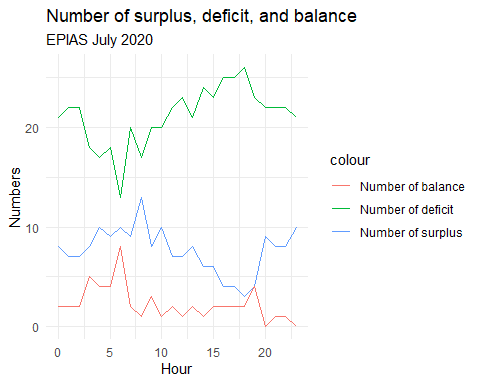 Number of surplus, deficit, and balance
EPIAS July 2020
Numbers
20
10
0
0
5
10
15
20
Hour
colour
Number of balance
Number of deficit
Number of surplus